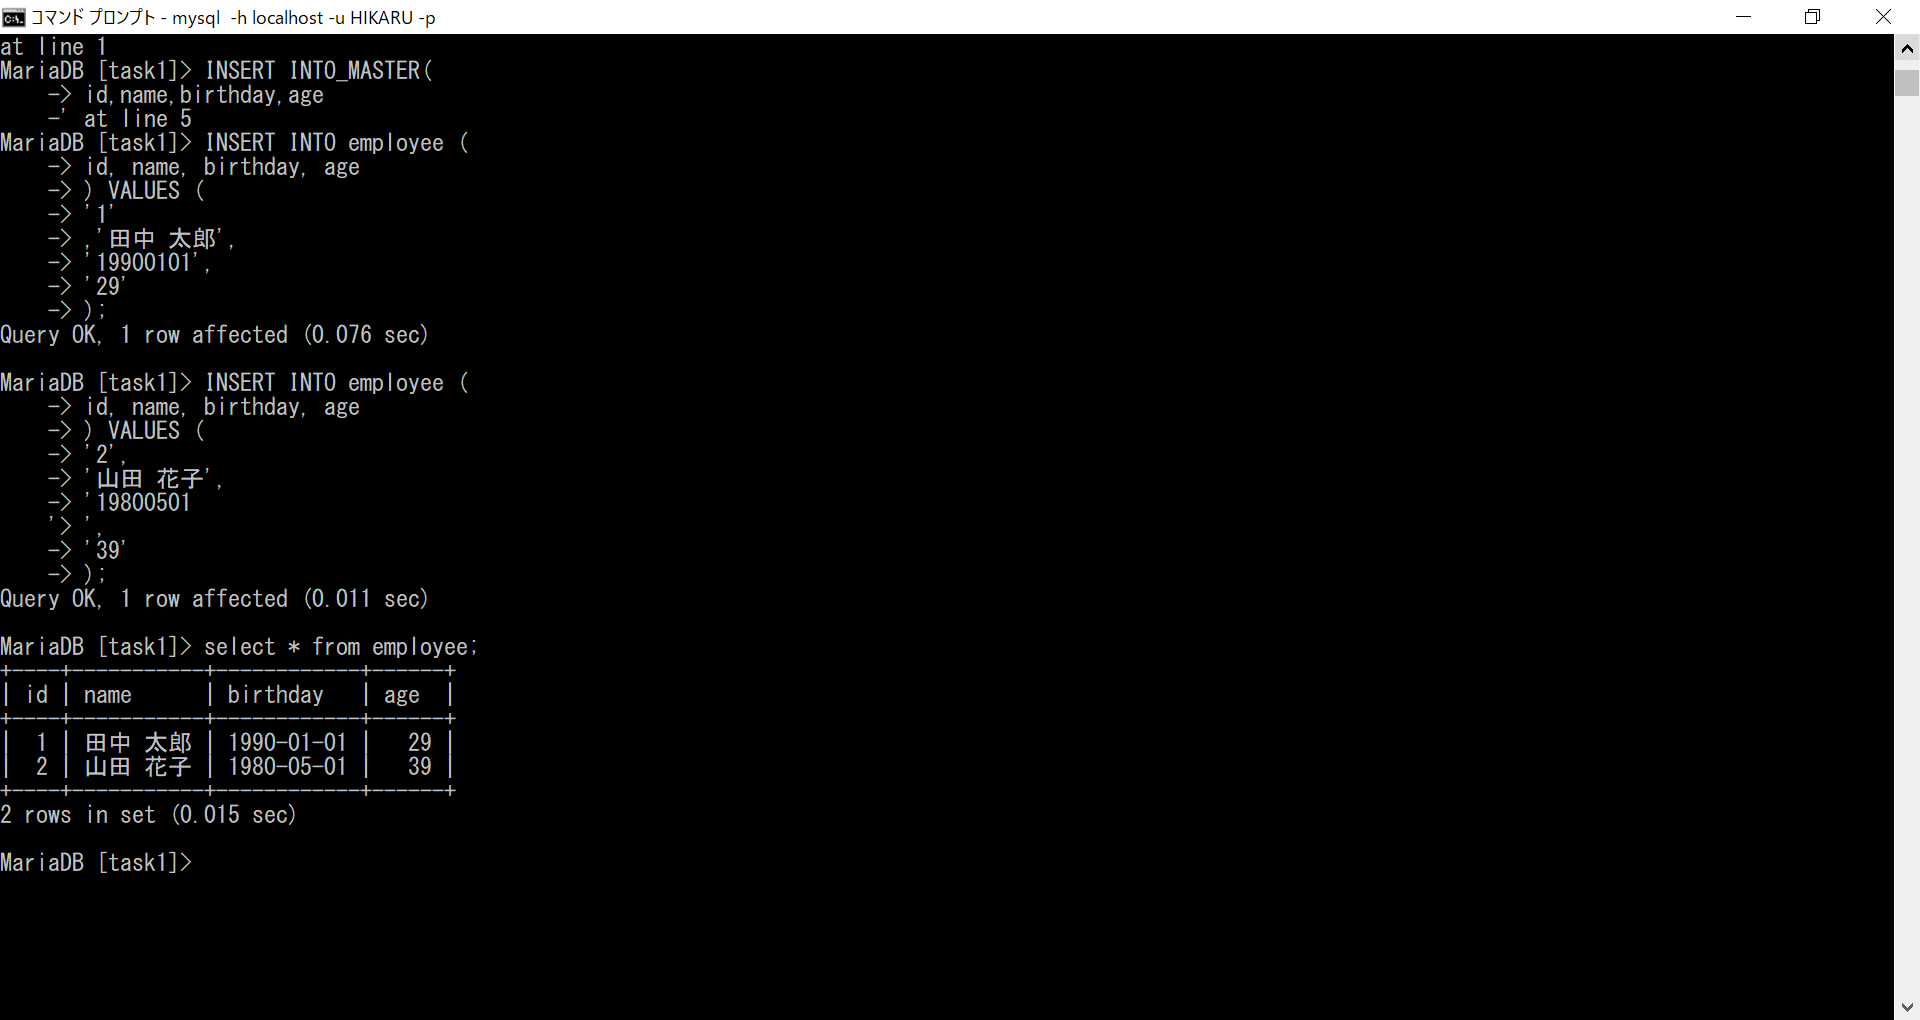 コマンド プロンプト - mysql  -h localhost -u HIKARU -p
at line 1
MariaDB [task1]> INSERT INTO_MASTER(
    -> id,name,birthday,age
    -' at line 5
MariaDB [task1]> INSERT INTO employee (
    -> id, name, birthday, age
    -> ) VALUES (
    -> '1'
    -> ,'田中 太郎',
    -> '19900101',
    -> '29'
    -> );
Query OK, 1 row affected (0.076 sec)
MariaDB [task1]> INSERT INTO employee (
    -> id, name, birthday, age
    -> ) VALUES (
    -> '2',
    -> '山田 花子',
    -> '19800501
    '> ',
    -> '39'
    -> );
Query OK, 1 row affected (0.011 sec)
MariaDB [task1]> select * from employee;
+----+-----------+------------+------+
| id | name      | birthday   | age  |
+----+-----------+------------+------+
|  1 | 田中 太郎 | 1990-01-01 |   29 |
|  2 | 山田 花子 | 1980-05-01 |   39 |
+----+-----------+------------+------+
2 rows in set (0.015 sec)
MariaDB [task1]>